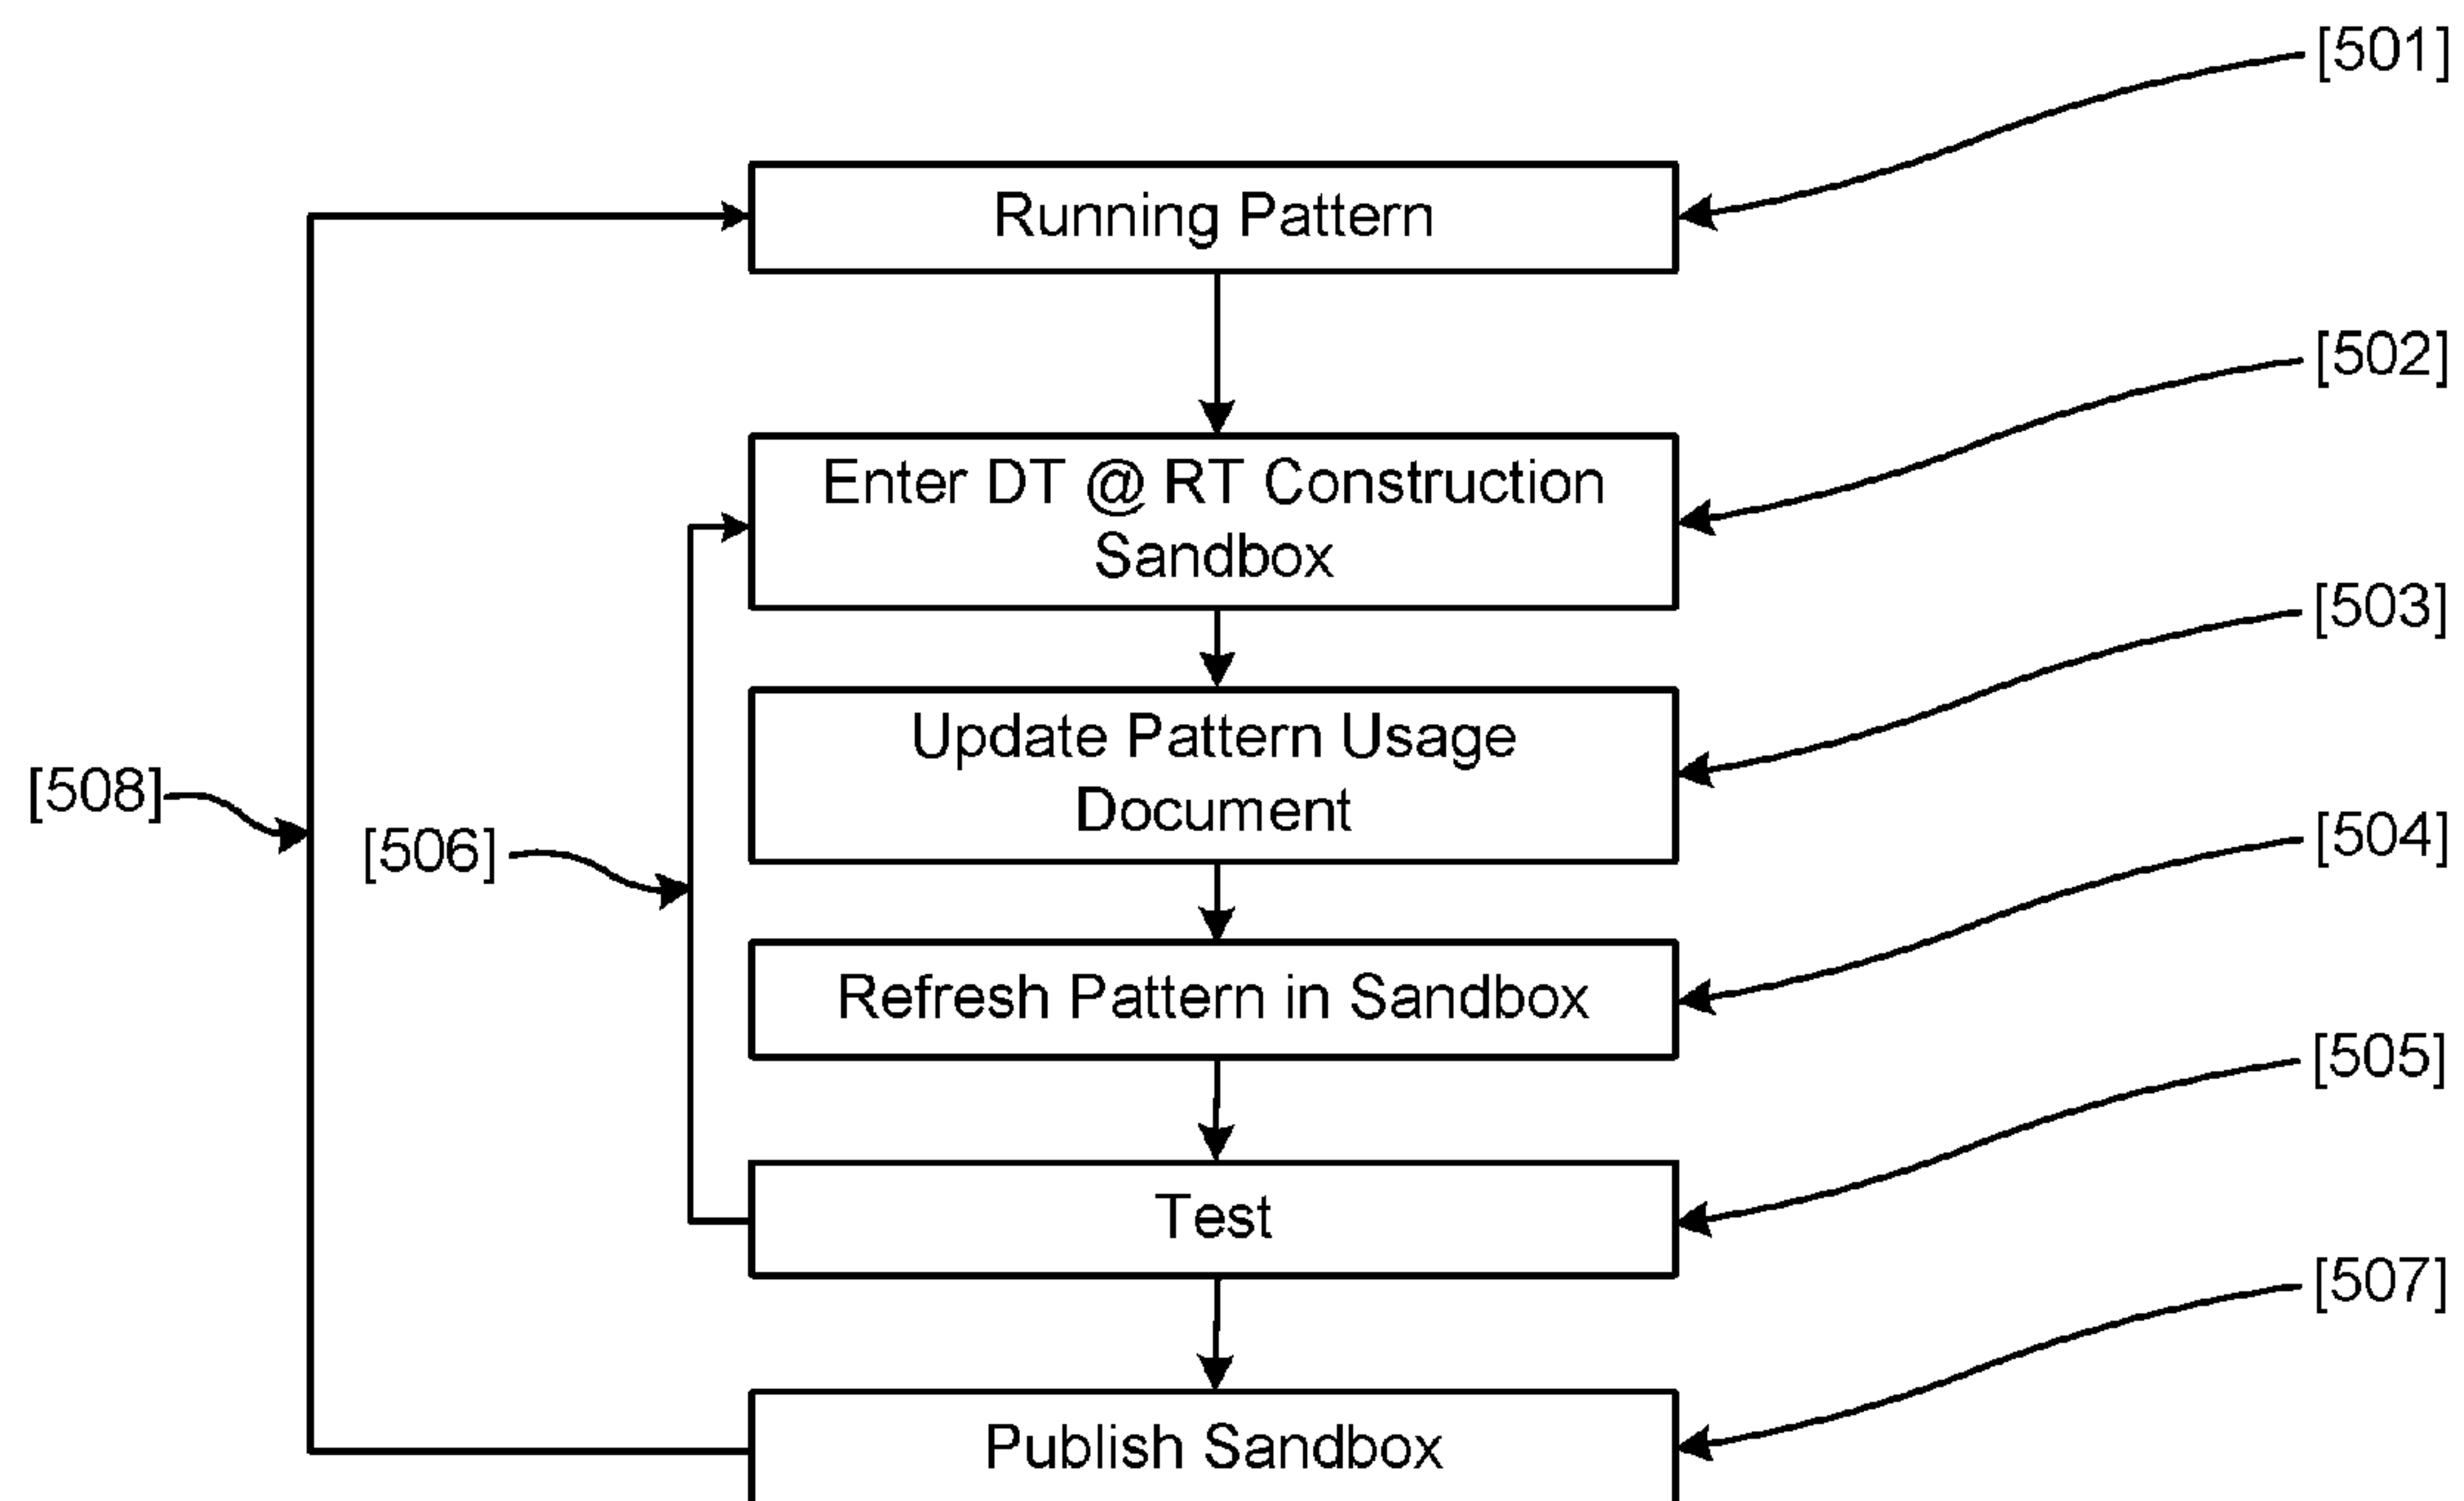 [501]
Running Pattern
[502]
Enter DT @ RT Construction
Sandbox
[503]
Update Pattern Usage
Document
[508]
[506]
[504]
Refresh Pattern in Sandbox
[505]
Test
[507]
Publish Sandbox